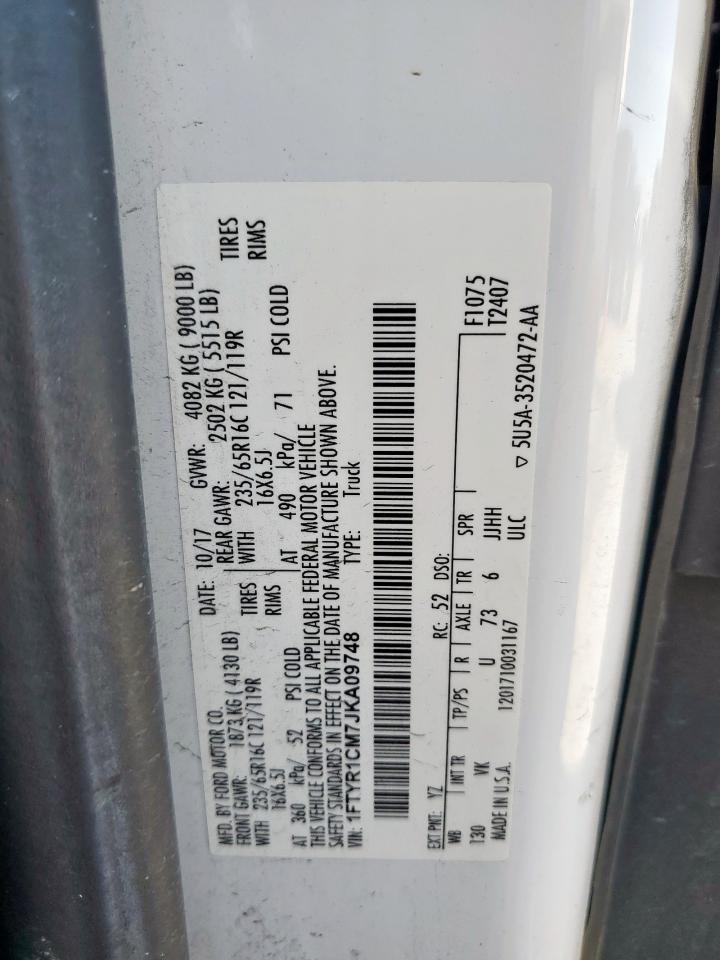 MFD. BY FORD MOTOR CO.
DATE: 10/17 GVWR: 4082 KG ( 9000 LB)
FRONT GAWR: 1873 KG ( 4130 LB) REAR GAWR: 2502 KG ( 5515 LB)
WITH 235/65R16C 121/119R TIRES WITH 235/65R16C 121/119R TIRES
16X6.5J RIMS 16X6.5J RIMS
AT 360 kPa/ 52 PSI COLD AT 490 kPa/ 71 PSI COLD
THIS VEHICLE CONFORMS TO ALL APPLICABLE FEDERAL MOTOR VEHICLE
SAFETY STANDARDS IN EFFECT ON THE DATE OF MANUFACTURE SHOWN ABOVE.
VIN: 1FTYR1CM7JKA09748 TYPE: Truck
EXT PNT: YZ RC: 52 DSO: F1075
WB INT TR TP/PS R AXLE TR SPR T2407
130 VK U 73 6 JJHH
MADE IN U.S.A. 1201710031167 ULC ▽ 5U5A-3520472-AA